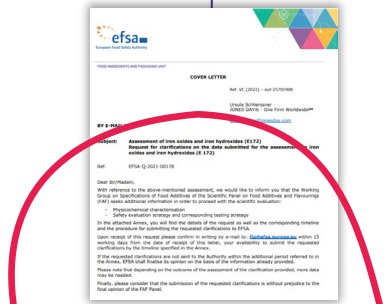 efsa
European Food Safety Authority
FOOD INGREDIENTS AND PACKAGING UNIT
COVER LETTER
Ref. VC (2022) – out-25701908
Ursula Schliessner
JONES DAY® - One Firm Worldwide℠
BY E-MAIL
Subject: Assessment of iron oxides and iron hydroxides (E172)
Request for clarifications on the data submitted for the assessment iron
oxides and iron hydroxides (E 172)
Ref. EFSA-Q-2021-00178
Dear Sir/Madam,
With reference to the above-mentioned assessment, we would like to inform you that the Working
Group on Specifications of Food Additives of the Scientific Panel on Food Additives and Flavourings
(FAF) seeks additional information in order to proceed with the scientific evaluation:
- Physicochemical characterisation
- Safety evaluation strategy and corresponding testing strategy
In the attached Annex, you will find the details of the request as well as the corresponding timeline
and the procedure for submitting the requested clarifications to EFSA.
Upon receipt of this request please confirm in writing by e-mail to: fip@efsa.europa.eu within 15
working days from the date of receipt of this letter, your availability to submit the requested
clarifications by the timeline specified in the Annex.
If the requested clarifications are not sent to the Authority within the additional period referred to in
the Annex, EFSA shall finalise its opinion on the basis of the information already provided.
Please note that depending on the outcome of the assessment of the clarification provided, more data
may be needed.
Finally, please consider that the submission of the requested clarifications is without prejudice to the
final opinion of the FAF Panel.